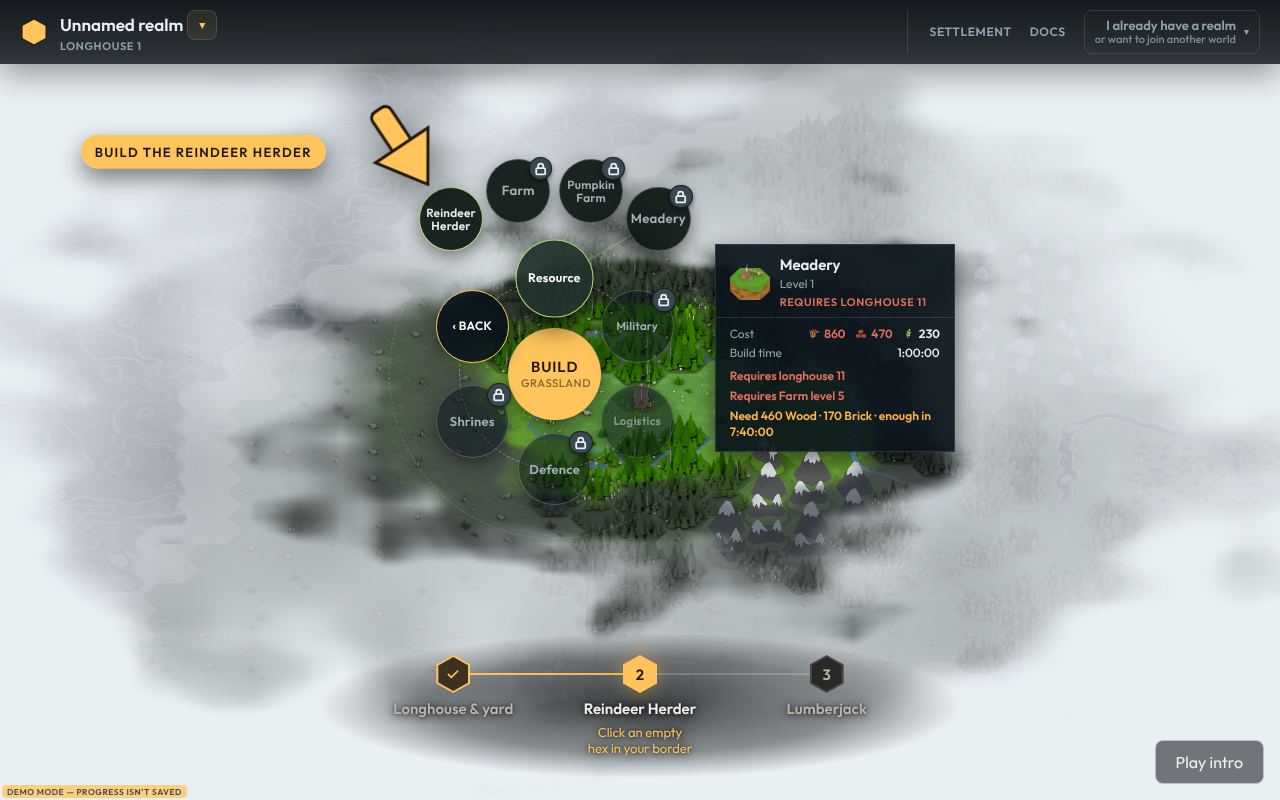 Unnamed realm
LONGHOUSE 1
SETTLEMENT
DOCS
I already have a realm
or want to join another world
BUILD THE REINDEER HERDER
Reindeer
Herder
Farm
Pumpkin
Farm
Meadery
Resource
‹ BACK
Military
BUILD
GRASSLAND
Shrines
Logistics
Defence
Meadery
Level 1
REQUIRES LONGHOUSE 11
Cost 860 470 230
Build time 1:00:00
Requires longhouse 11
Requires Farm level 5
Need 460 Wood · 170 Brick · enough in
7:40:00
2
3
Longhouse & yard
Reindeer Herder
Lumberjack
Click an empty
hex in your border
Play intro
DEMO MODE — PROGRESS ISN'T SAVED